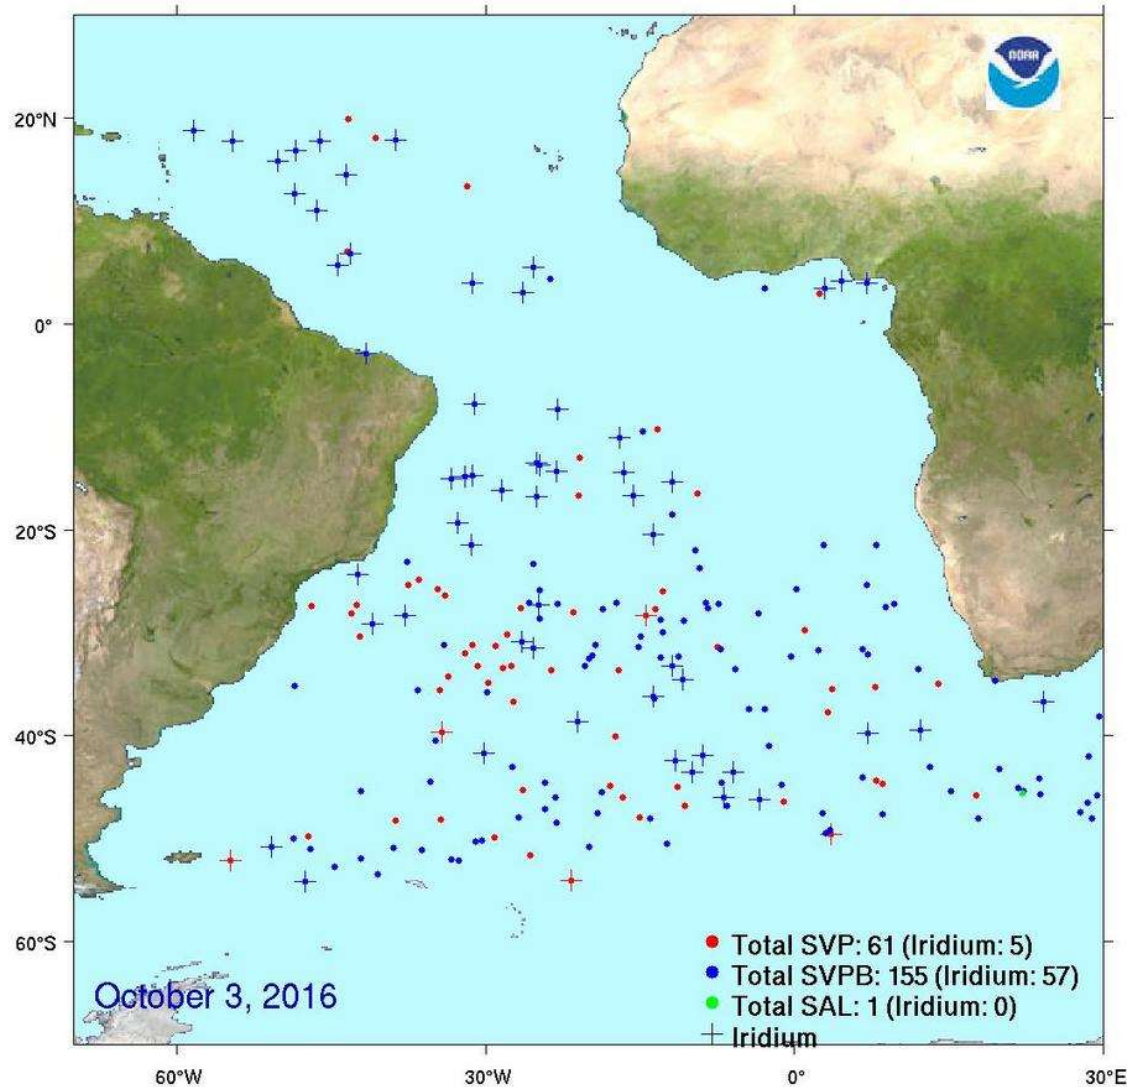 NOAA
20°N
0°
20°S
40°S
60°S
Total SVP: 61 (Iridium: 5)
Total SVPB: 155 (Iridium: 57)
Total SAL: 1 (Iridium: 0)
Iridium
October 3, 2016
60°W
30°W
0°
30°E